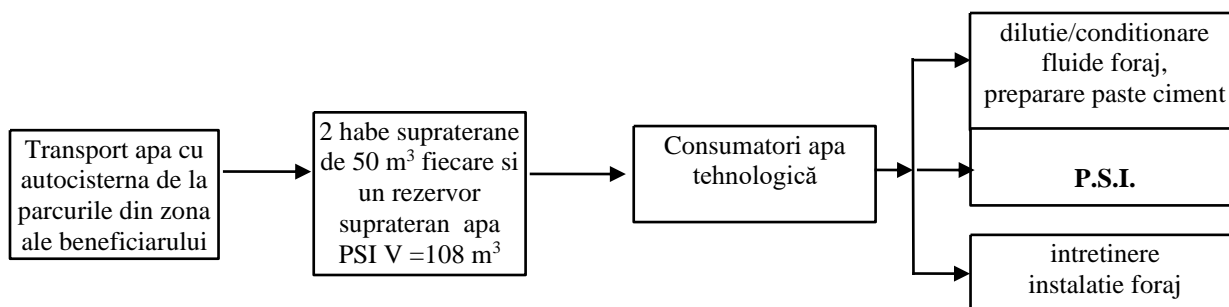 Transport apa cu
autocisterna de la
parcurile din zona
ale beneficiarului
2 habe supraterane
de 50 m³ fiecare si
un rezervor
suprateran apa
PSI V =108 m³
Consumatori apa
tehnologică
dilutie/conditionare
fluide foraj,
preparare paste ciment
P.S.I.
intretinere
instalatie foraj